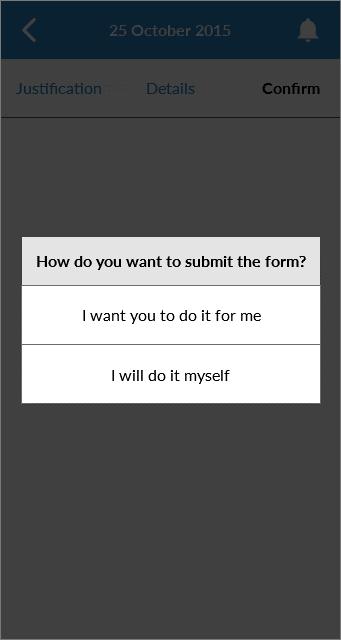 25 October 2015
Justification Details Confirm
How do you want to submit the form?
I want you to do it for me
I will do it myself